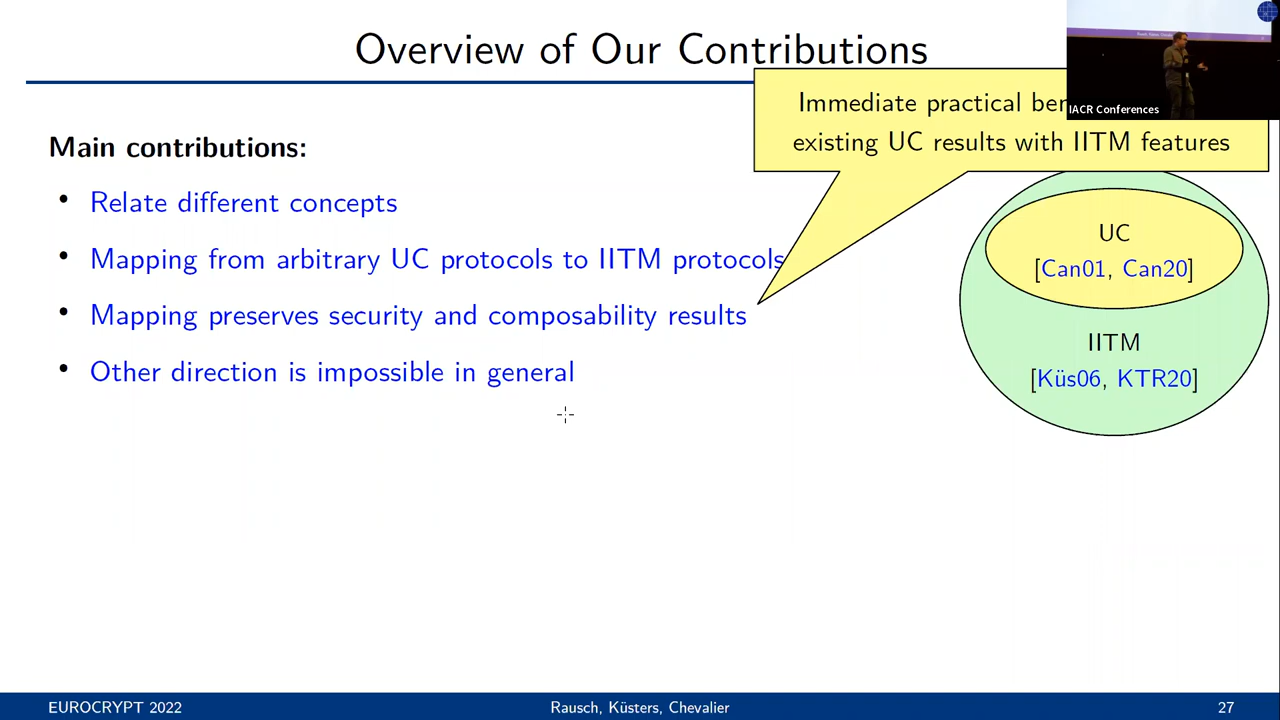 Overview of Our Contributions
IACR Conferences
Immediate practical
existing UC results with IITM features
Main contributions:
• Relate different concepts
• Mapping from arbitrary UC protocols to IITM protocols
• Mapping preserves security and composability results
• Other direction is impossible in general
UC
[Can01, Can20]
IITM
[Küs06, KTR20]
EUROCRYPT 2022
Rausch, Küsters, Chevalier
27